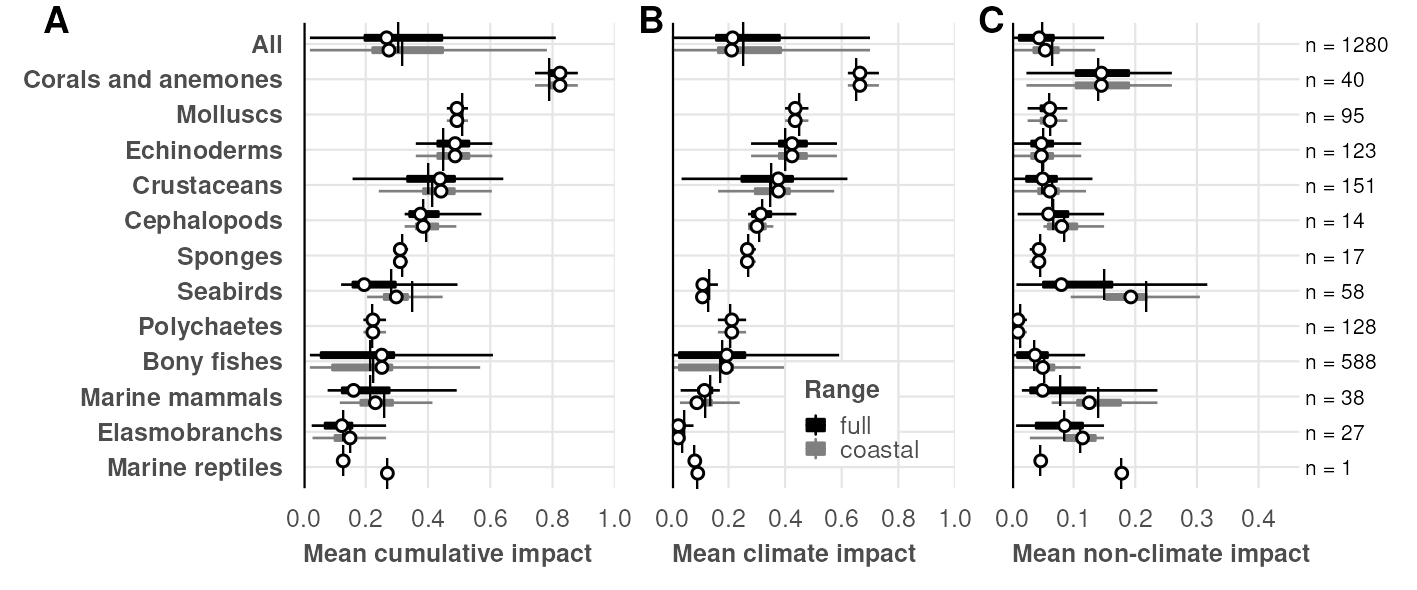 A B C
All n = 1280
Corals and anemones n = 40
Molluscs n = 95
Echinoderms n = 123
Crustaceans n = 151
Cephalopods n = 14
Sponges n = 17
Seabirds n = 58
Polychaetes n = 128
Bony fishes n = 588
Marine mammals Range n = 38
full
Elasmobranchs n = 27
coastal
Marine reptiles n = 1
0.0 0.2 0.4 0.6 0.8 1.0 0.0 0.2 0.4 0.6 0.8 1.0 0.0 0.1 0.2 0.3 0.4
Mean cumulative impact Mean climate impact Mean non-climate impact